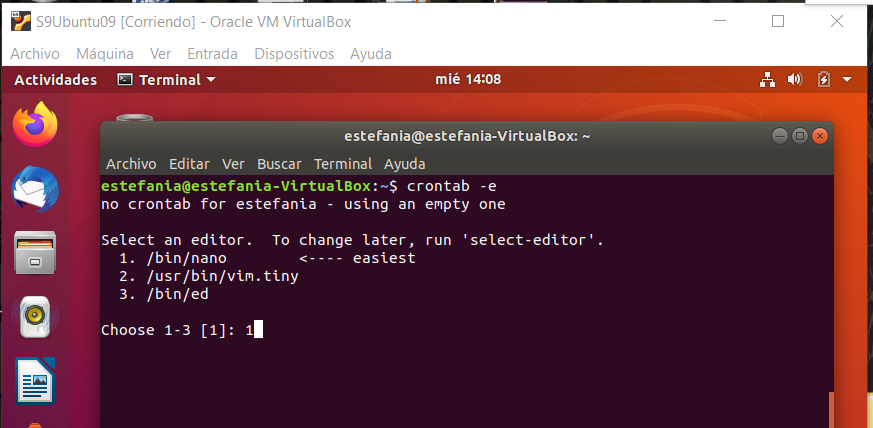 S9Ubuntu09 [Corriendo] - Oracle VM VirtualBox
Archivo Máquina Ver Entrada Dispositivos Ayuda
Actividades Terminal mié 14:08
estefania@estefania-VirtualBox: ~
Archivo Editar Ver Buscar Terminal Ayuda
estefania@estefania-VirtualBox:~$ crontab -e
no crontab for estefania - using an empty one
Select an editor.  To change later, run 'select-editor'.
  1. /bin/nano        <---- easiest
  2. /usr/bin/vim.tiny
  3. /bin/ed
Choose 1-3 [1]: 1